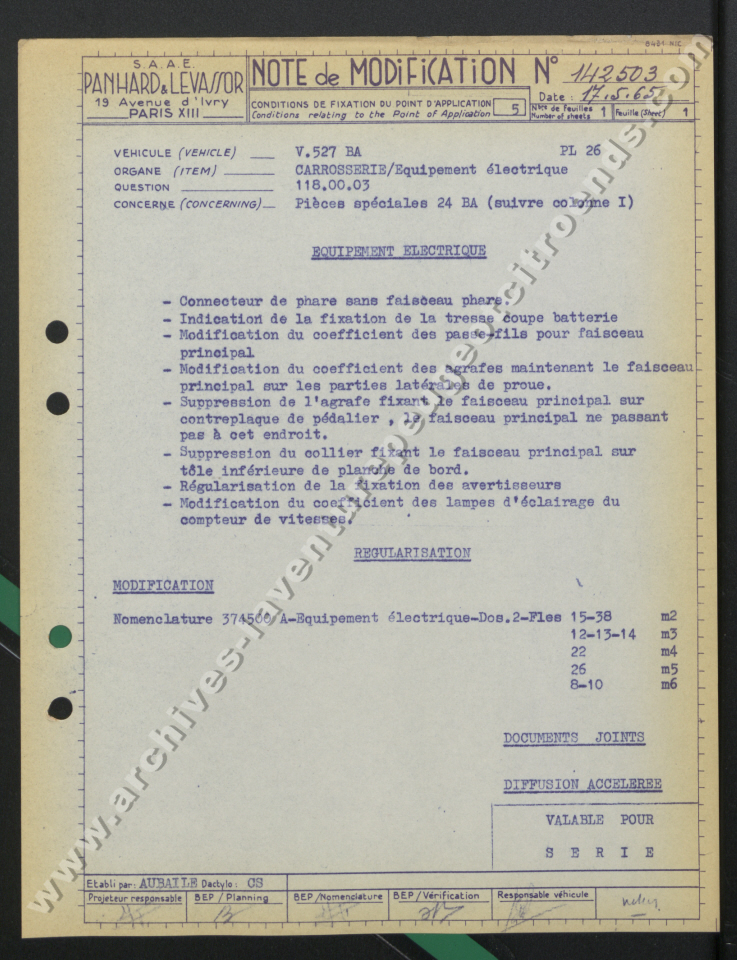 0481 NIC
S.A.A.E.
PANHARD & LEVASSOR
19 Avenue d'Ivry
PARIS XIII
NOTE de MODiFiCATiON N° 142503
Date: 17.5.65
CONDITIONS DE FIXATION DU POINT D'APPLICATION
Conditions relating to the Point of Application
5
Nbre de Feuilles
Number of sheets
1
Feuille (Sheet) 1
VEHICULE (VEHICLE) V.527 BA PL 26
ORGANE (ITEM) CARROSSERIE/Equipement électrique
QUESTION 118.00.03
CONCERNE (CONCERNING) Pièces spéciales 24 BA (suivre colonne I)
EQUIPEMENT ELECTRIQUE
- Connecteur de phare sans faisceau phare.
- Indication de la fixation de la tresse coupe batterie
- Modification du coefficient des passe-fils pour faisceau
principal
- Modification du coefficient des agrafes maintenant le faisceau
principal sur les parties latérales de proue.
- Suppression de l'agrafe fixant le faisceau principal sur
contreplaque de pédalier , le faisceau principal ne passant
pas à cet endroit.
- Suppression du collier fixant le faisceau principal sur
tôle inférieure de planche de bord.
- Régularisation de la fixation des avertisseurs
- Modification du coefficient des lampes d'éclairage du
compteur de vitesses.
REGULARISATION
MODIFICATION
Nomenclature 374500/A-Equipement électrique-Dos.2-Fles 15-38 m2
12-13-14 m3
22 m4
26 m5
8-10 m6
DOCUMENTS JOINTS
DIFFUSION ACCELEREE
VALABLE POUR
S E R I E
Etabli par: AUBAILE Dactylo: CS
Projeteur responsable
BEP / Planning
BEP / Nomenclature
BEP / Vérification
Responsable véhicule
www.archives-laventurepeugeotcitroends.com